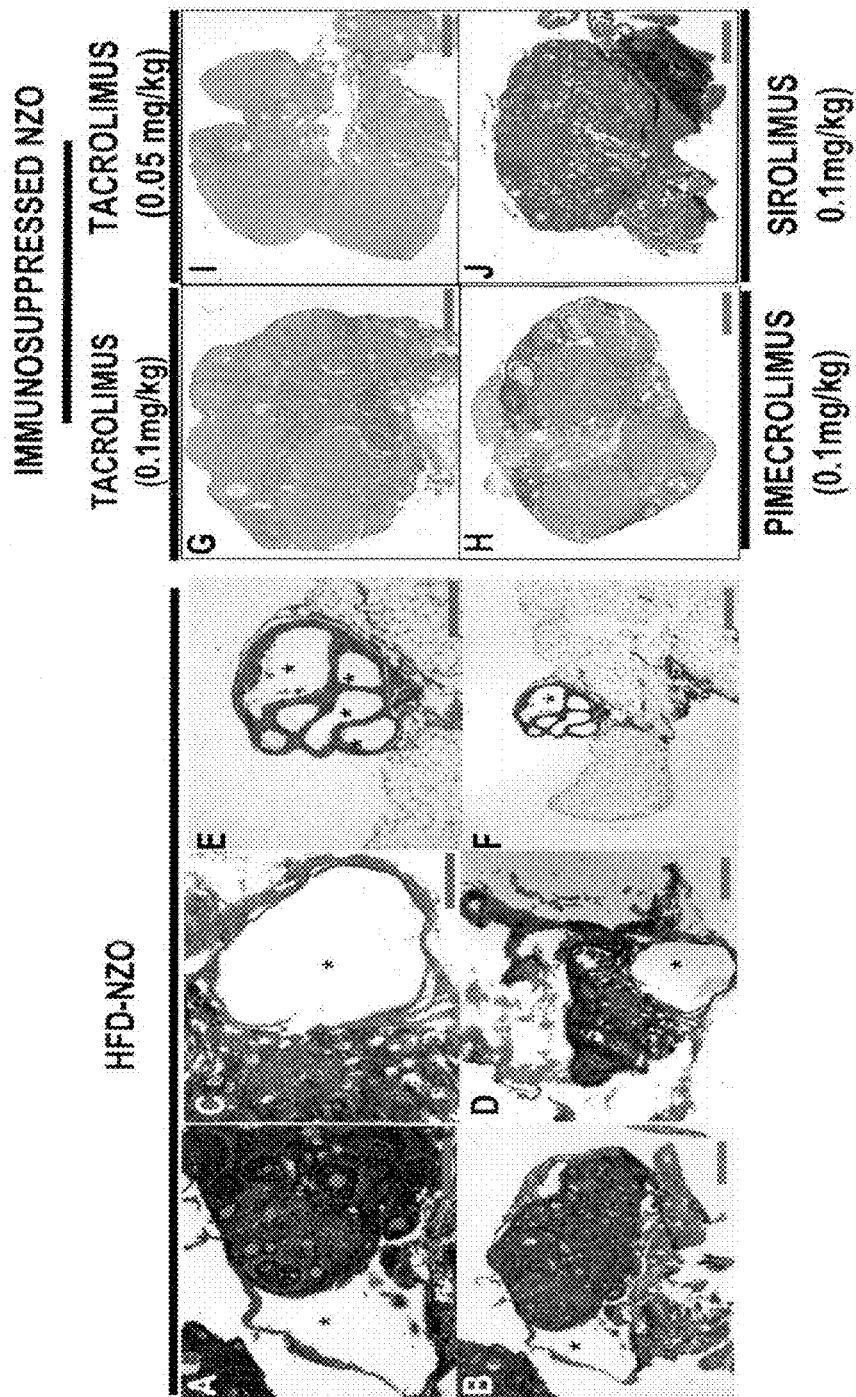 HFD-NZO
IMMUNOSUPPRESSED NZO
TACROLIMUS
(0.1mg/kg)
TACROLIMUS
(0.05 mg/kg)
A
C
E
G
I
B
D
F
H
J
PIMECROLIMUS
(0.1mg/kg)
SIROLIMUS
0.1mg/kg